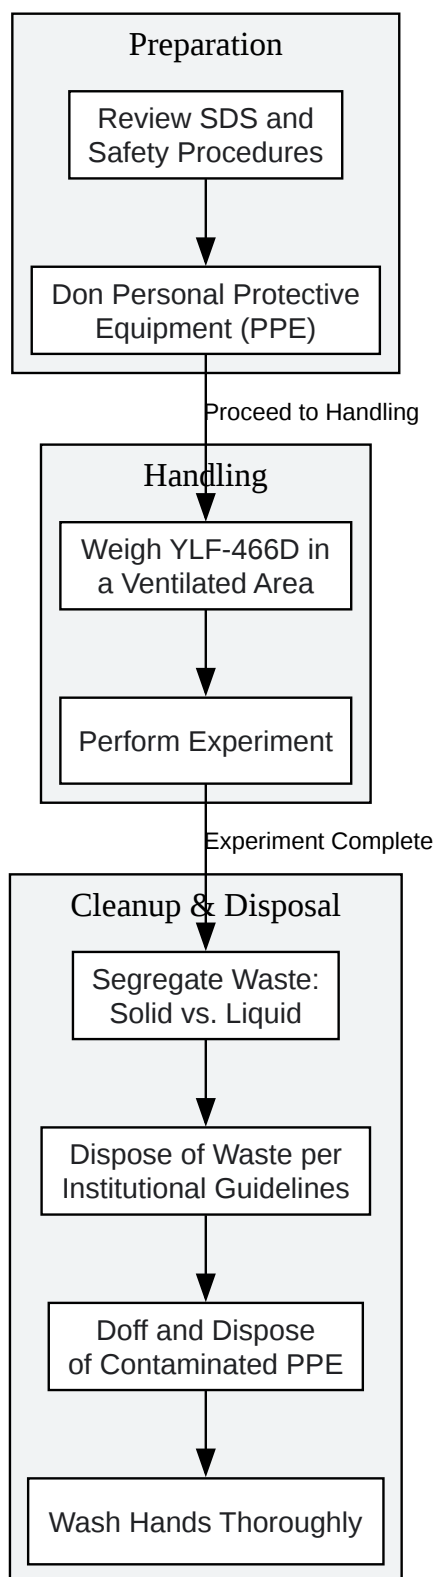 Preparation
Review SDS and
Safety Procedures
Don Personal Protective
Equipment (PPE)
Proceed to Handling
Handling
Weigh YLF-466D in
a Ventilated Area
Perform Experiment
Experiment Complete
Cleanup & Disposal
Segregate Waste:
Solid vs. Liquid
Dispose of Waste per
Institutional Guidelines
Doff and Dispose
of Contaminated PPE
Wash Hands Thoroughly